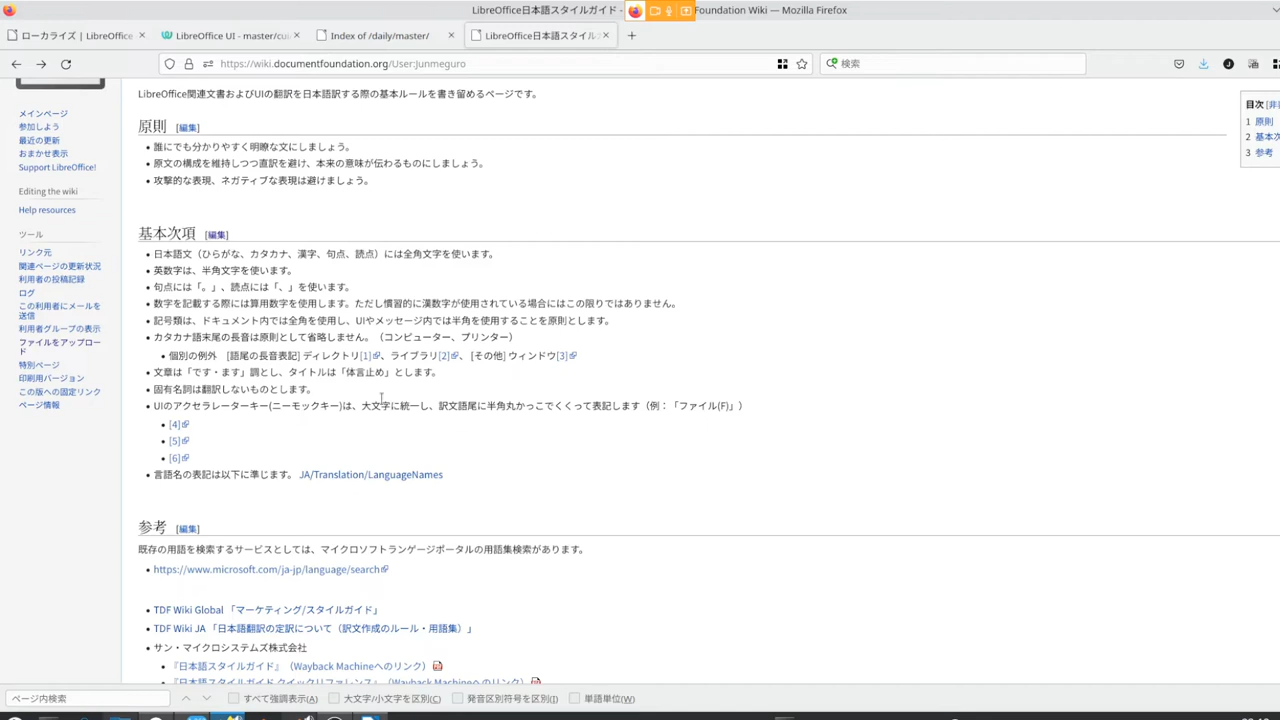 LibreOffice日本語スタイルガイド - Foundation Wiki — Mozilla Firefox
ローカライズ | LibreOffice
LibreOffice UI - master/cui
Index of /daily/master/
LibreOffice日本語スタイル
https://wiki.documentfoundation.org/User:Junmeguro
検索
LibreOffice関連文書およびUIの翻訳を日本語訳する際の基本ルールを書き留めるページです。
メインページ
参加しよう
最近の更新
おまかせ表示
Support LibreOffice!
Editing the wiki
Help resources
ツール
リンク元
関連ページの更新状況
利用者の投稿記録
ログ
この利用者にメールを
送信
利用者グループの表示
ファイルをアップロー
ド
特別ページ
印刷用バージョン
この版への固定リンク
ページ情報
原則 [編集]
• 誰にでも分かりやすく明瞭な文にしましょう。
• 原文の構成を維持しつつ直訳を避け、本来の意味が伝わるものにしましょう。
• 攻撃的な表現、ネガティブな表現は避けましょう。
基本次項 [編集]
• 日本語文（ひらがな、カタカナ、漢字、句点、読点）には全角文字を使います。
• 英数字は、半角文字を使います。
• 句点には「。」、読点には「、」を使います。
• 数字を記載する際には算用数字を使用します。ただし慣習的に漢数字が使用されている場合にはこの限りではありません。
• 記号類は、ドキュメント内では全角を使用し、UIやメッセージ内では半角を使用することを原則とします。
• カタカナ語末尾の長音は原則として省略しません。（コンピューター、プリンター）
• 個別の例外 [語尾の長音表記] ディレクトリ[1]、ライブラリ[2]、 [その他] ウィンドウ[3]
• 文章は「です・ます」調とし、タイトルは「体言止め」とします。
• 固有名詞は翻訳しないものとします。
• UIのアクセラレーターキー(ニーモックキー)は、大文字に統一し、訳文語尾に半角丸かっこでくくって表記します（例：「ファイル(F)」）
• [4]
• [5]
• [6]
• 言語名の表記は以下に準じます。 JA/Translation/LanguageNames
参考 [編集]
既存の用語を検索するサービスとしては、マイクロソフトランゲージポータルの用語集検索があります。
• https://www.microsoft.com/ja-jp/language/search
• TDF Wiki Global 「マーケティング/スタイルガイド」
• TDF Wiki JA 「日本語翻訳の定訳について（訳文作成のルール・用語集）」
• サン・マイクロシステムズ株式会社
• 『日本語スタイルガイド』（Wayback Machineへのリンク）
• 『日本語スタイルガイド クイックリファレンス』（Wayback Machineへのリンク）
目次 [非
1 原則
2 基本次
3 参考
ページ内検索
すべて強調表示(A)
大文字/小文字を区別(C)
発音区別符号を区別(I)
単語単位(W)